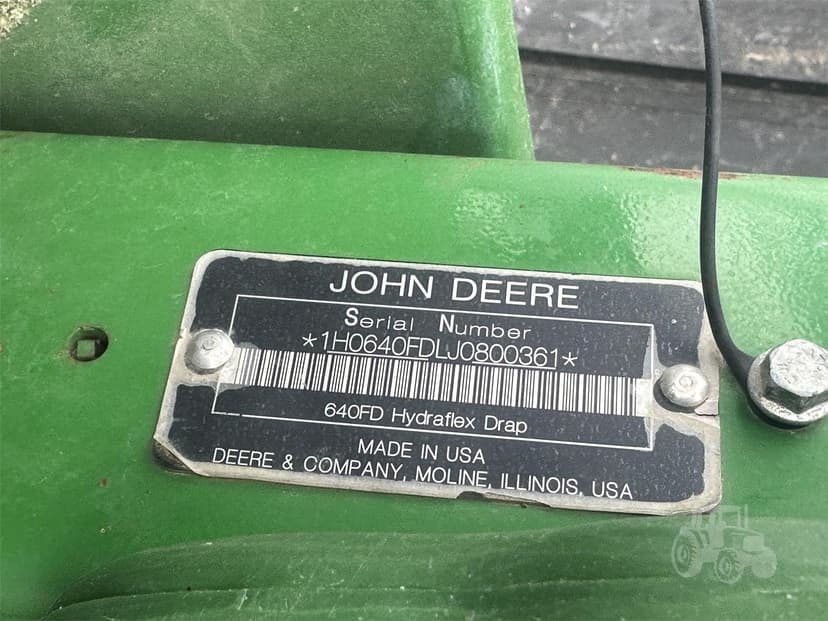 JOHN DEERE
Serial Number
*1H0640FDLJ0800361*
640FD Hydraflex Drap
MADE IN USA
DEERE & COMPANY, MOLINE, ILLINOIS, USA